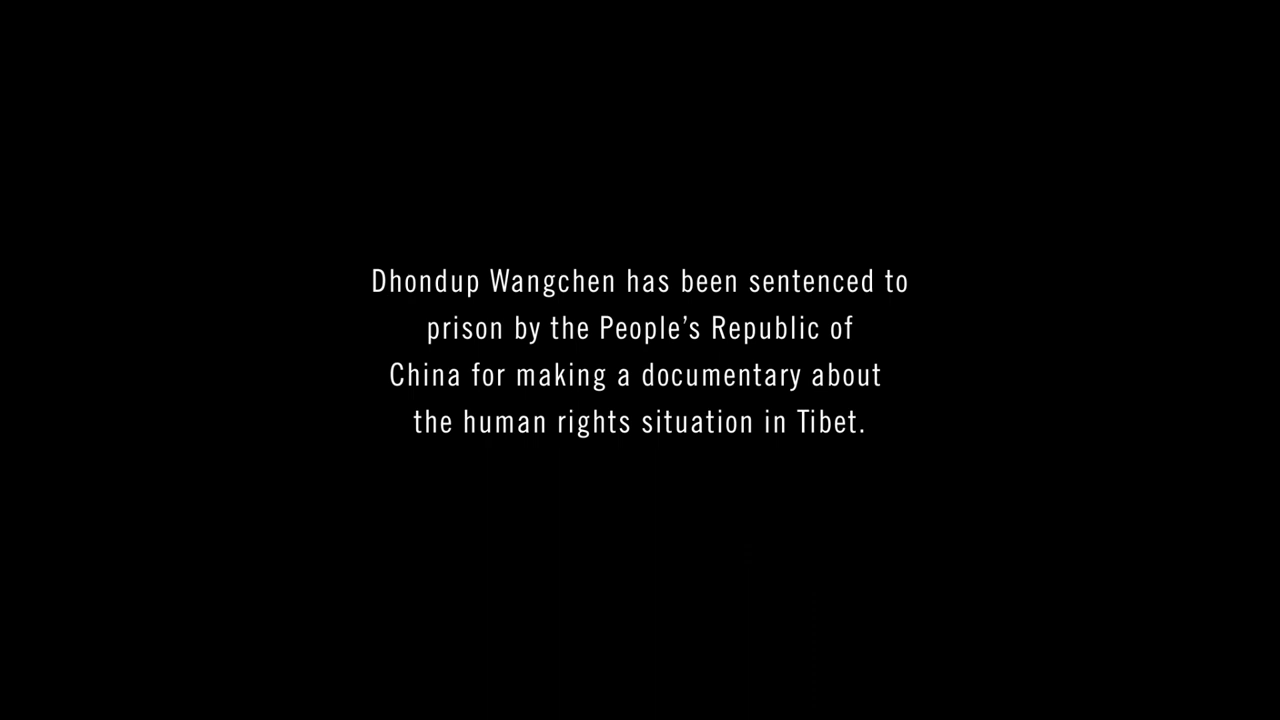 Dhondup Wangchen has been sentenced to
prison by the People’s Republic of
China for making a documentary about
the human rights situation in Tibet.